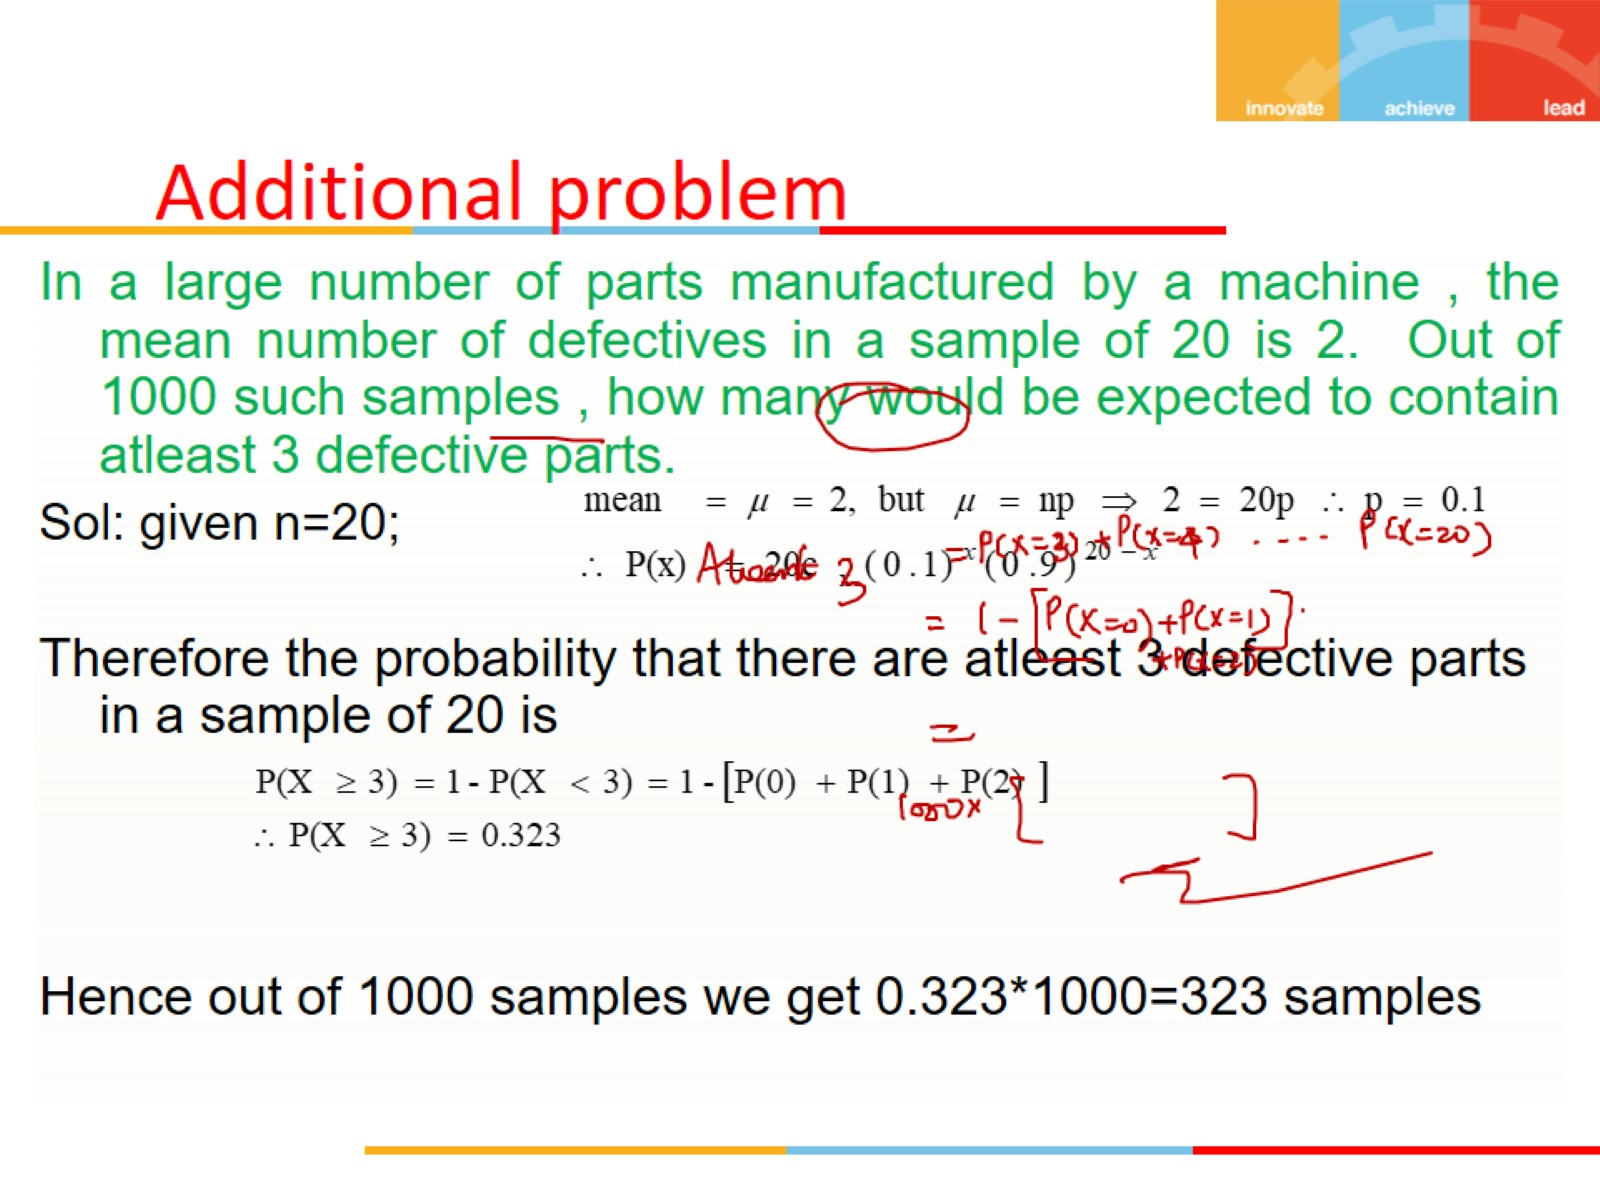 innovate achieve lead
Additional problem
In a large number of parts manufactured by a machine , the
mean number of defectives in a sample of 20 is 2. Out of
1000 such samples , how many would be expected to contain
atleast 3 defective parts.
Sol: given n=20;
mean = μ = 2, but μ = np ⇒ 2 = 20p ∴ p = 0.1
= P(X=3) + P(X=4) .... P(X=20)
∴ P(x) = 20c x (0.1)^x (0.9)^20 - x
Atleast 3
= 1 - [P(X=0) + P(X=1)
+ P(X=2)]
Therefore the probability that there are atleast 3 defective parts
in a sample of 20 is
=
P(X ≥ 3) = 1 - P(X < 3) = 1 - [P(0) + P(1) + P(2) ]
1000 x [ ]
∴ P(X ≥ 3) = 0.323
Hence out of 1000 samples we get 0.323*1000=323 samples